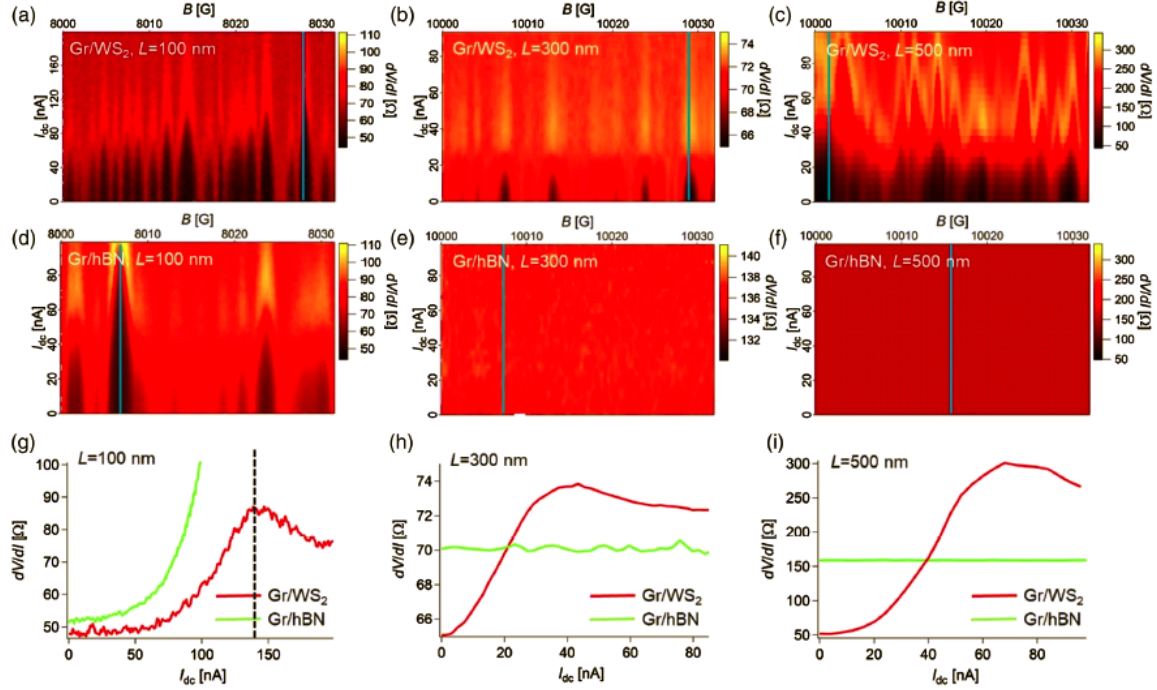 (a)
B [G]
8000 8010 8020 8030
Gr/WS2, L=100 nm
Idc [nA]
160
120
80
40
0
110
100
90
80
70
60
50
dV/dI [Ω]
(b)
B [G]
10000 10010 10020 10030
Gr/WS2, L=300 nm
Idc [nA]
80
60
40
20
0
74
72
70
68
66
dV/dI [Ω]
(c)
B [G]
10000 10010 10020 10030
Gr/WS2, L=500 nm
Idc [nA]
80
60
40
20
0
300
250
200
150
100
50
dV/dI [Ω]
(d)
B [G]
8000 8010 8020 8030
Gr/hBN, L=100 nm
Idc [nA]
80
60
40
20
0
110
100
90
80
70
60
50
dV/dI [Ω]
(e)
B [G]
10000 10010 10020 10030
Gr/hBN, L=300 nm
Idc [nA]
80
60
40
20
0
140
138
136
134
132
dV/dI [Ω]
(f)
B [G]
10000 10010 10020 10030
Gr/hBN, L=500 nm
Idc [nA]
80
60
40
20
0
300
250
200
150
100
50
dV/dI [Ω]
(g)
L=100 nm
dV/dI [Ω]
100
90
80
70
60
50
Gr/WS2
Gr/hBN
0 50 100 150
Idc [nA]
(h)
L=300 nm
dV/dI [Ω]
74
72
70
68
66
Gr/WS2
Gr/hBN
0 20 40 60 80
Idc [nA]
(i)
L=500 nm
dV/dI [Ω]
300
250
200
150
100
50
Gr/WS2
Gr/hBN
0 20 40 60 80
Idc [nA]